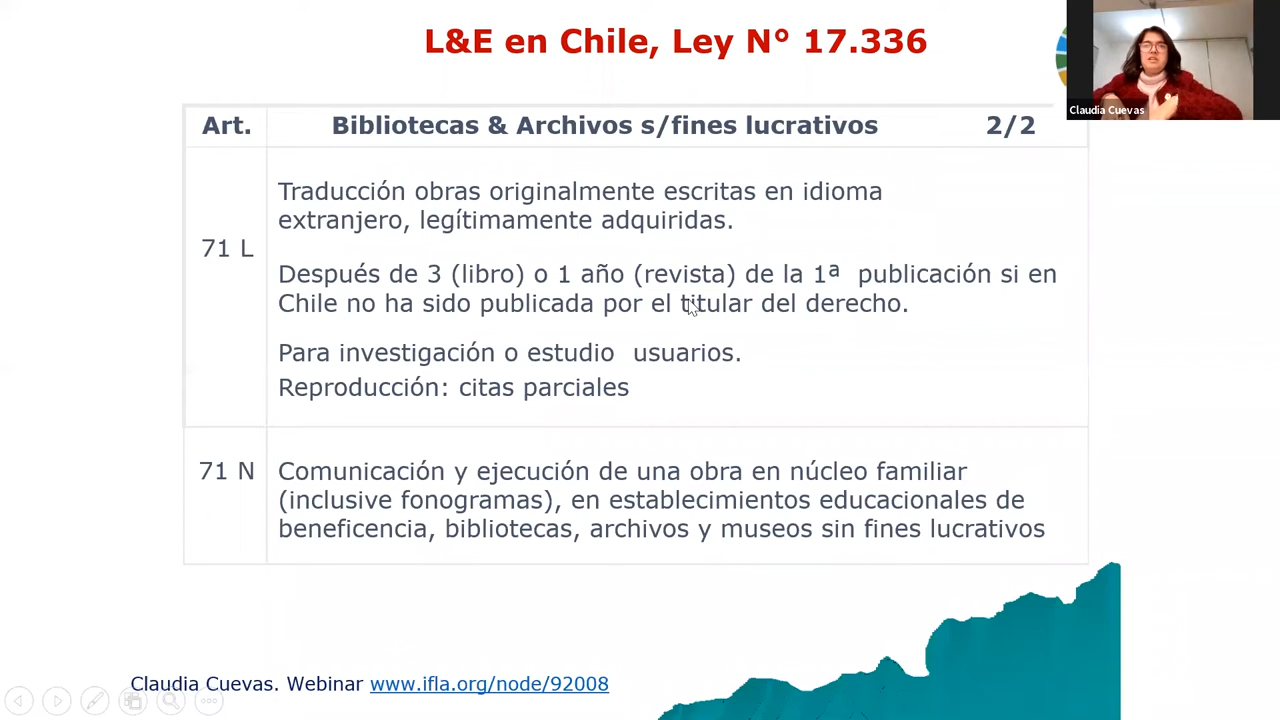 L&E en Chile, Ley N° 17.336
Claudia Cuevas
Art. Bibliotecas & Archivos s/fines lucrativos 2/2
71 L
Traducción obras originalmente escritas en idioma
extranjero, legítimamente adquiridas.
Después de 3 (libro) o 1 año (revista) de la 1ª publicación si en
Chile no ha sido publicada por el titular del derecho.
Para investigación o estudio usuarios.
Reproducción: citas parciales
71 N
Comunicación y ejecución de una obra en núcleo familiar
(inclusive fonogramas), en establecimientos educacionales de
beneficencia, bibliotecas, archivos y museos sin fines lucrativos
Claudia Cuevas. Webinar www.ifla.org/node/92008